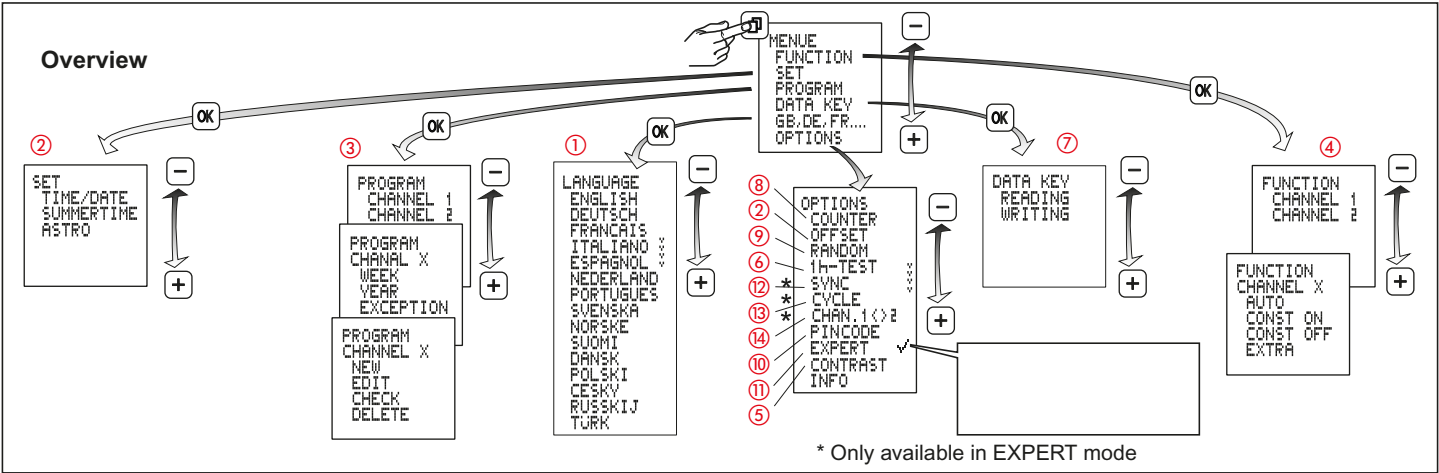 Overview
MENUE
FUNCTION
SET
PROGRAM
DATA KEY
GB,DE,FR....
OPTIONS
−
+
OK
OK
OK
OK
OK
②
SET
TIME/DATE
SUMMERTIME
ASTRO
−
+
③
PROGRAM
CHANNEL 1
CHANNEL 2
PROGRAM
CHANAL X
WEEK
YEAR
EXCEPTION
PROGRAM
CHANNEL X
NEW
EDIT
CHECK
DELETE
−
+
①
LANGUAGE
ENGLISH
DEUTSCH
FRANCAIS
ITALIANO
ESPAGNOL
NEDERLAND
PORTUGUES
SVENSKA
NORSKE
SUOMI
DANSK
POLSKI
CESKY
RUSSKIJ
TURK
−
+
OPTIONS
⑧ COUNTER
② OFFSET
⑨ RANDOM
⑥ 1h-TEST
⑫ * SYNC
⑬ * CYCLE
⑭ * CHAN.1<>2
⑩ PINCODE
⑪ EXPERT ✓
⑤ CONTRAST
INFO
−
+
⑦
DATA KEY
READING
WRITING
−
+
④
FUNCTION
CHANNEL 1
CHANNEL 2
FUNCTION
CHANNEL X
AUTO
CONST ON
CONST OFF
EXTRA
−
+
* Only available in EXPERT mode